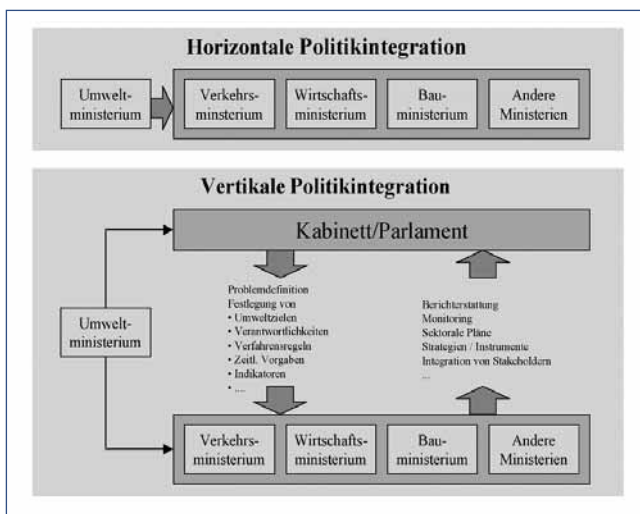 Horizontale Politikintegration
Umwelt-
ministerium
Verkehrs-
minsterium
Wirtschafts-
ministerium
Bau-
ministerium
Andere
Ministerien
Vertikale Politikintegration
Kabinett/Parlament
Umwelt-
ministerium
Problemdefinition
Festlegung von
• Umweltzielen
• Verantwortlichkeiten
• Verfahrensregeln
• Zeitl. Vorgaben
• Indikatoren
• ....
Berichterstattung
Monitoring
Sektorale Pläne
Strategien / Instrumente
Integration von Stakeholdern
...
Verkehrs-
ministerium
Wirtschafts-
ministerium
Bau-
ministerium
Andere
Ministerien